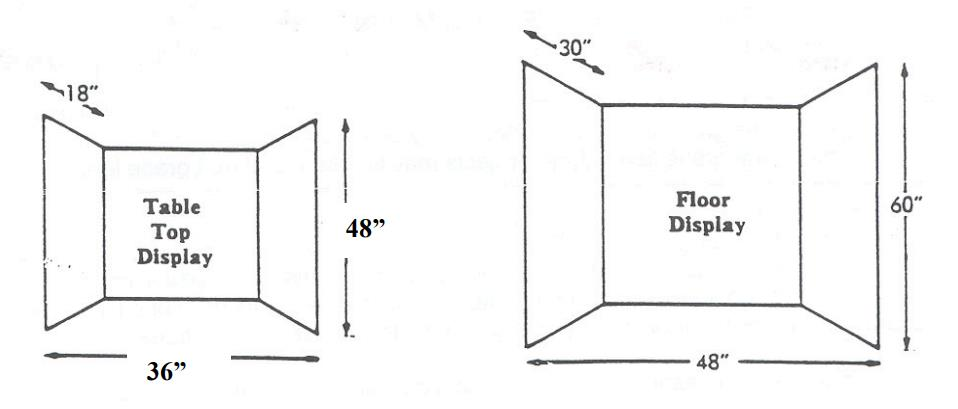 18"
Table
Top
Display
48”
36”
30"
Floor
Display
60"
48"